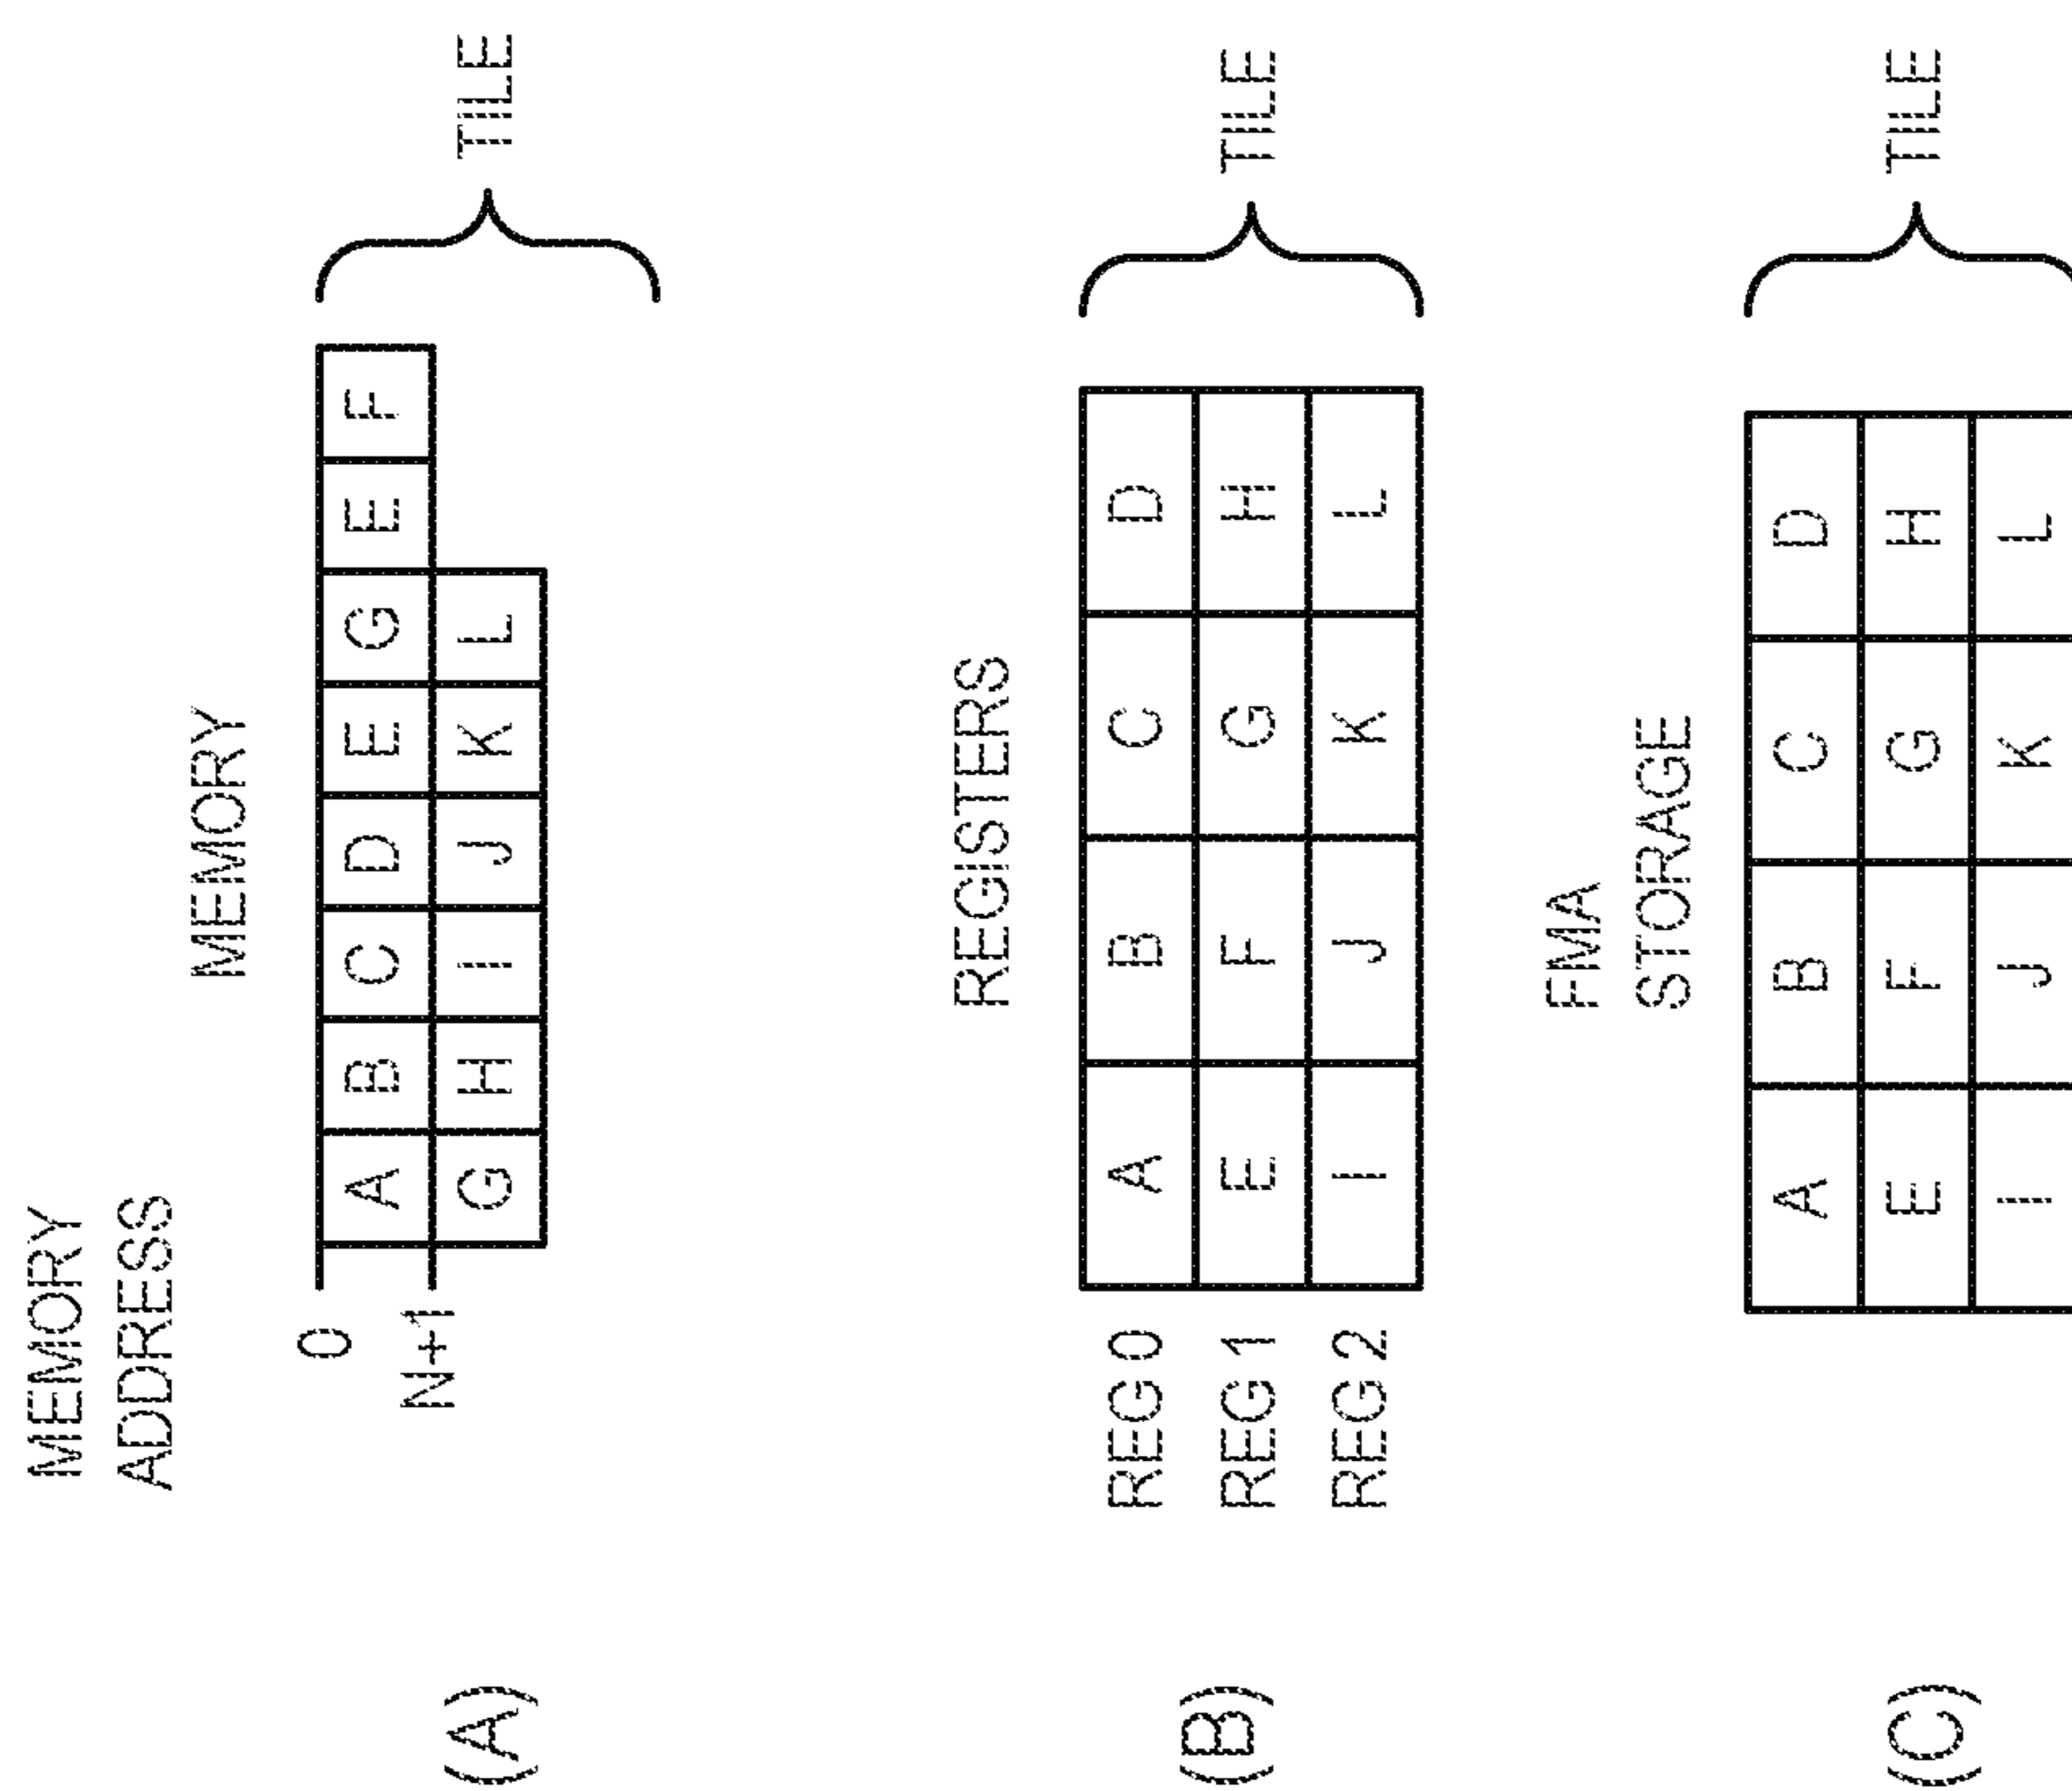 MEMORY
ADDRESS
MEMORY
0
A B C D E G E F
N+1
G H I J K L
TILE
(A)
REGISTERS
REG 0 A B C D
REG 1 E F G H
REG 2 I J K L
TILE
(B)
FMA
STORAGE
A B C D
E F G H
I J K L
TILE
(C)